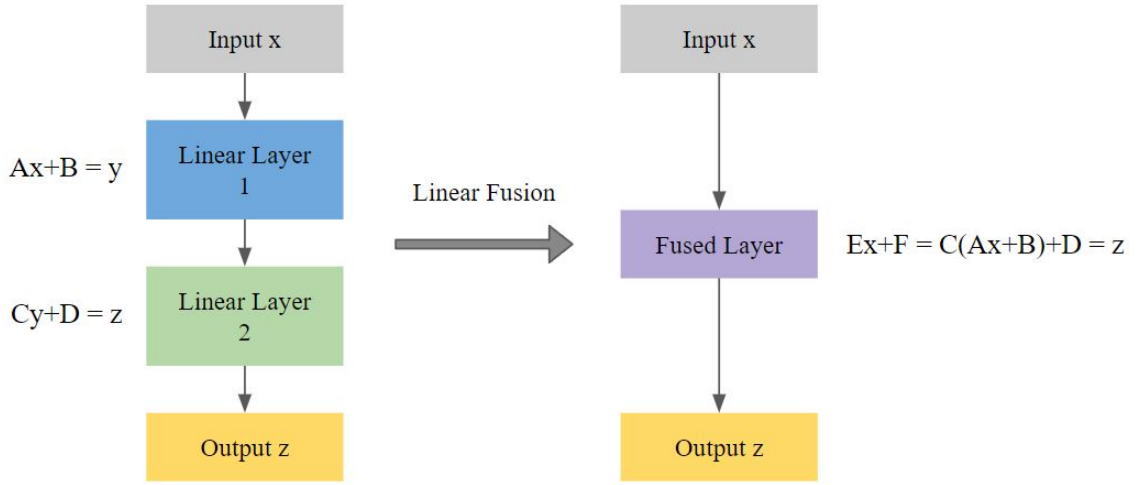 Input x
Ax+B = y
Linear Layer
1
Cy+D = z
Linear Layer
2
Output z
Linear Fusion
Input x
Fused Layer
Ex+F = C(Ax+B)+D = z
Output z